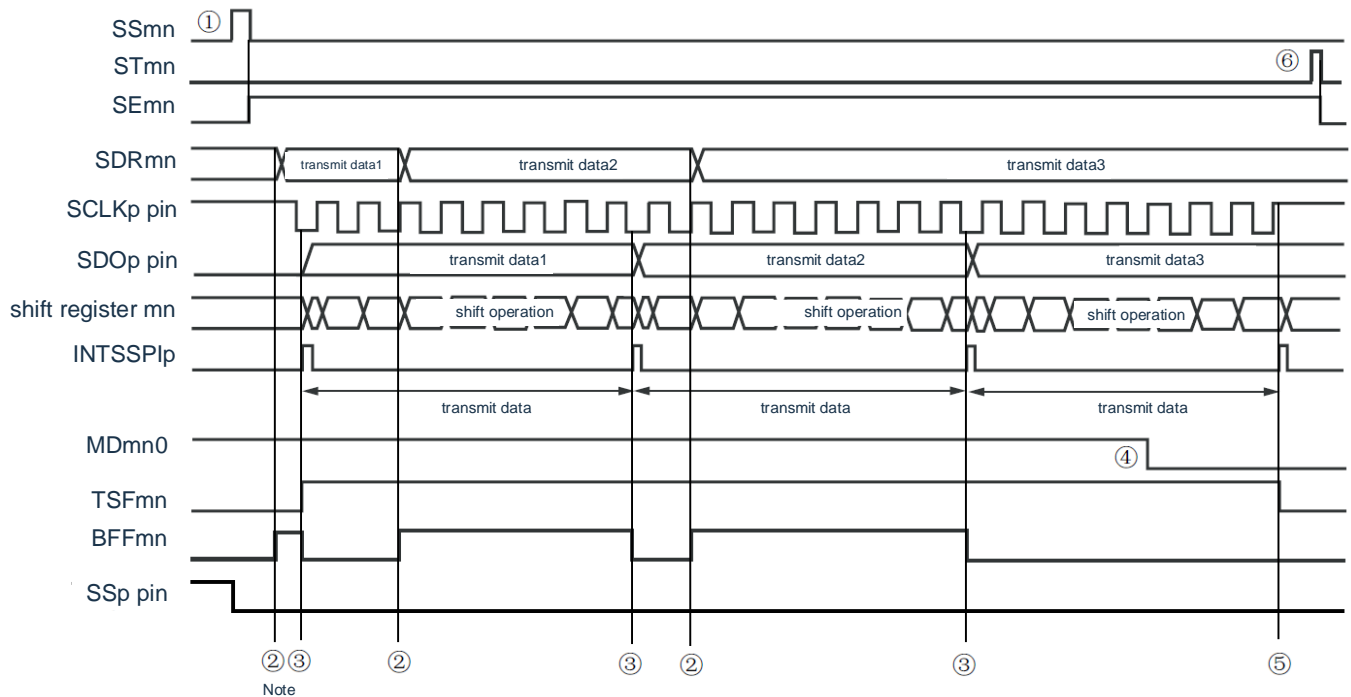 SSmn ①
STmn ⑥
SEmn
SDRmn transmit data1 transmit data2 transmit data3
SCLKp pin
SDOp pin transmit data1 transmit data2 transmit data3
shift register mn shift operation shift operation shift operation
INTSSPIp
transmit data transmit data transmit data
MDmn0 ④
TSFmn
BFFmn
SSp pin
② ③ ② ③ ② ③ ⑤
Note